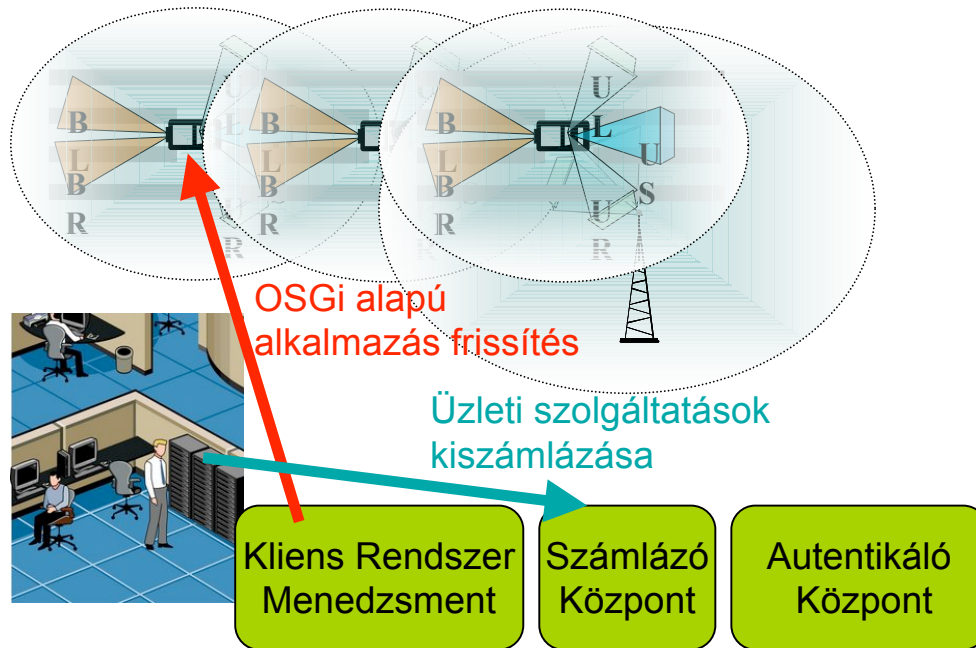 B
L
B
R
B
L
B
R
B
L
B
R
U
L
U
S
U
R
OSGi alapú
alkalmazás frissítés
Üzleti szolgáltatások
kiszámlázása
Kliens Rendszer
Menedzsment
Számlázó
Központ
Autentikáló
Központ